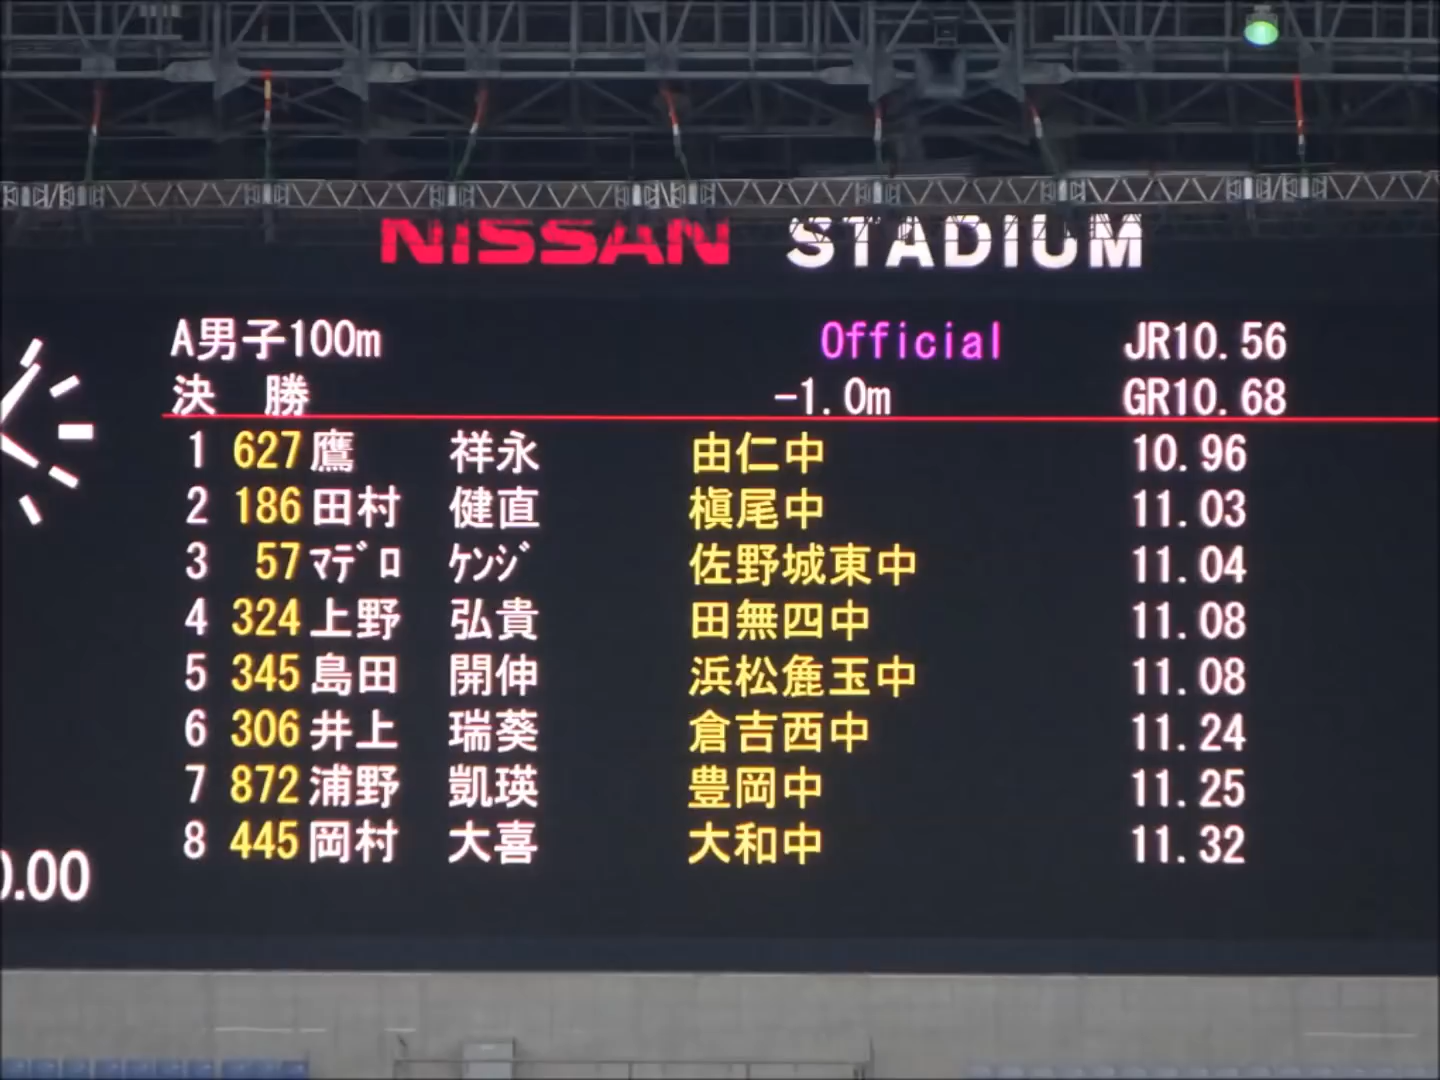 NISSAN STADIUM
A男子100m Official JR10.56
決 勝 -1.0m GR10.68
1 627 鷹 祥永 由仁中 10.96
2 186 田村 健直 槇尾中 11.03
3 57 ﾏﾃﾞﾛ ｹﾝｼﾞ 佐野城東中 11.04
4 324 上野 弘貴 田無四中 11.08
5 345 島田 開伸 浜松麁玉中 11.08
6 306 井上 瑞葵 倉吉西中 11.24
7 872 浦野 凱瑛 豊岡中 11.25
8 445 岡村 大喜 大和中 11.32
0.00